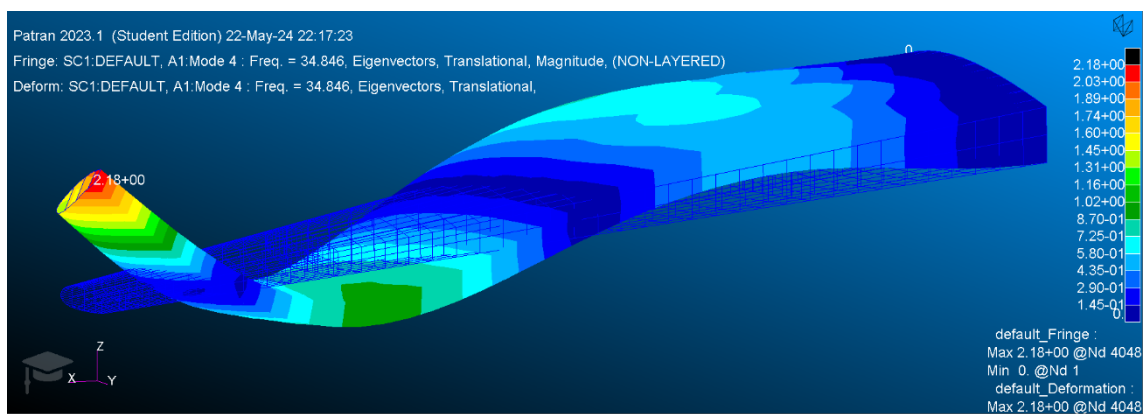 Patran 2023.1 (Student Edition) 22-May-24 22:17:23
Fringe: SC1:DEFAULT, A1:Mode 4 : Freq. = 34.846, Eigenvectors, Translational, Magnitude, (NON-LAYERED)
Deform: SC1:DEFAULT, A1:Mode 4 : Freq. = 34.846, Eigenvectors, Translational,
0
2.18+00
2.18+00
2.03+00
1.89+00
1.74+00
1.60+00
1.45+00
1.31+00
1.16+00
1.02+00
8.70-01
7.25-01
5.80-01
4.35-01
2.90-01
1.45-01
0.
default_Fringe :
Max 2.18+00 @Nd 4048
Min 0. @Nd 1
default_Deformation :
Max 2.18+00 @Nd 4048
Z
X
Y